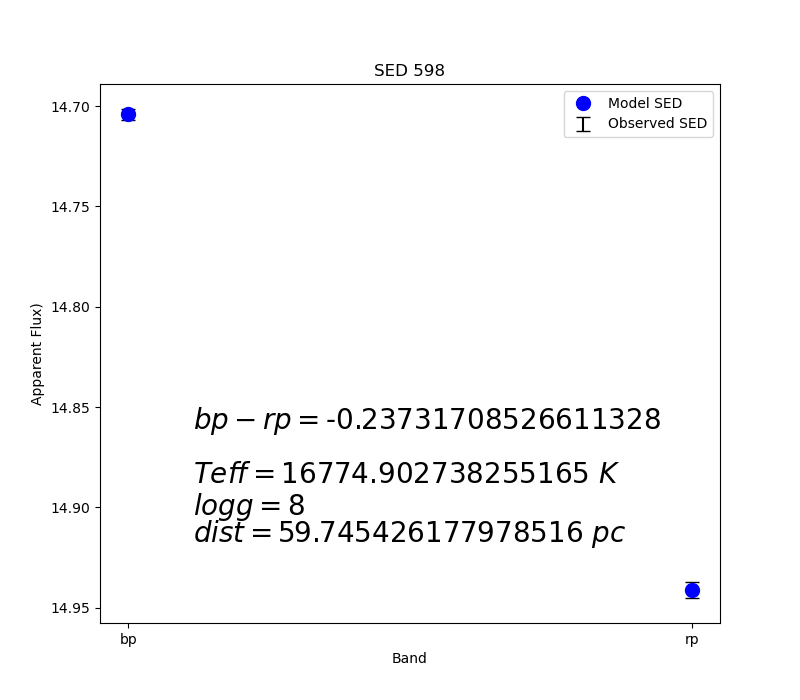 SED 598
14.70
14.75
14.80
14.85
14.90
14.95
Apparent Flux)
Model SED
Observed SED
bp − rp = -0.23731708526611328
Teff = 16774.902738255165 K
logg = 8
dist = 59.745426177978516 pc
bp
rp
Band